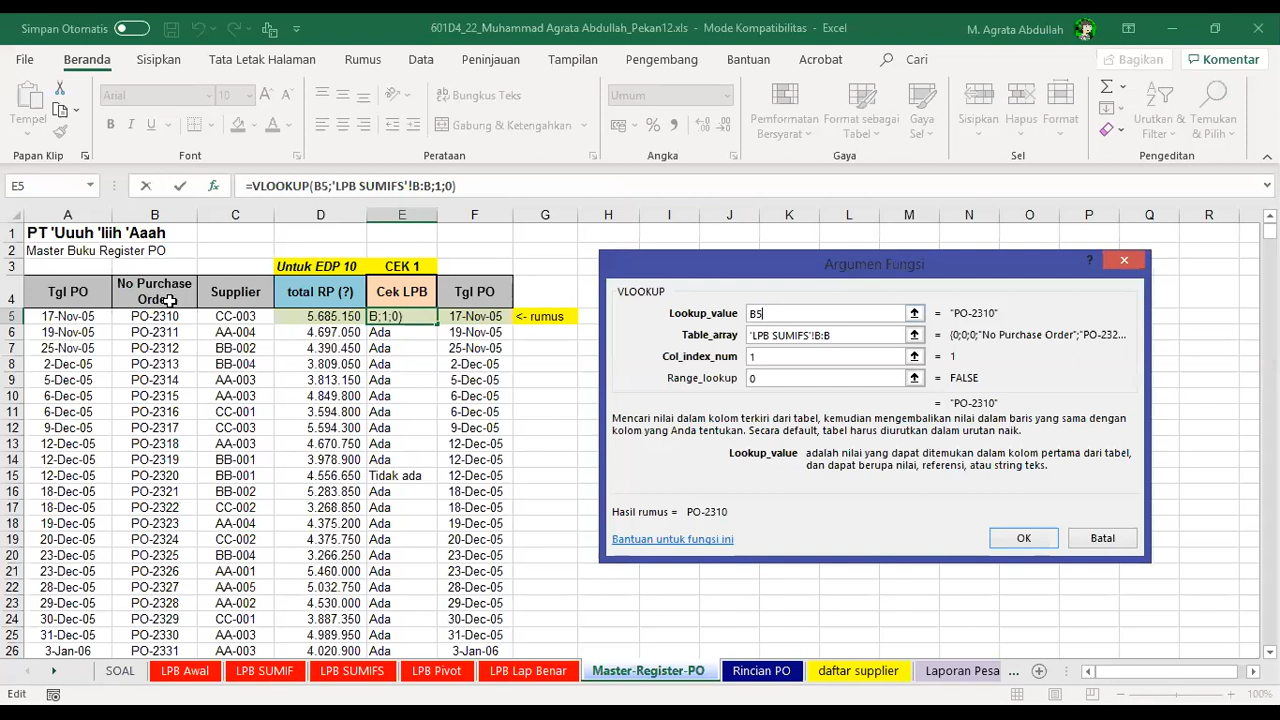 Simpan Otomatis
601D4_22_Muhammad Agrata Abdullah_Pekan12.xls - Mode Kompatibilitas - Excel
M. Agrata Abdullah
File Beranda Sisipkan Tata Letak Halaman Rumus Data Peninjauan Tampilan Pengembang Bantuan Acrobat Cari Bagikan Komentar
Tempel
Arial 10
B I U
Bungkus Teks
Gabung & Ketengahkan
Umum
Pemformatan Bersyarat
Format sebagai Tabel
Gaya Sel
Sisipkan Hapus Format
Urutkan & Filter
Temukan & Pilih
Papan Klip Font Perataan Angka Gaya Sel Pengeditan
E5 fx =VLOOKUP(B5;'LPB SUMIFS'!B:B;1;0)
A B C D E F G H I J K L M N O P Q R
1 PT 'Uuuh 'Iiih 'Aaah
2 Master Buku Register PO
3 Untuk EDP 10 CEK 1
4 Tgl PO No Purchase Order Supplier total RP (?) Cek LPB Tgl PO
5 17-Nov-05 PO-2310 CC-003 5.685.150 B;1;0) 17-Nov-05 <- rumus
6 19-Nov-05 PO-2311 AA-004 4.697.050 Ada 19-Nov-05
7 25-Nov-05 PO-2312 BB-002 4.390.450 Ada 25-Nov-05
8 2-Dec-05 PO-2313 BB-004 3.809.050 Ada 2-Dec-05
9 5-Dec-05 PO-2314 AA-003 3.813.150 Ada 5-Dec-05
10 6-Dec-05 PO-2315 AA-002 4.849.800 Ada 6-Dec-05
11 6-Dec-05 PO-2316 CC-001 3.594.800 Ada 6-Dec-05
12 9-Dec-05 PO-2317 CC-002 5.594.300 Ada 9-Dec-05
13 12-Dec-05 PO-2318 AA-003 4.670.750 Ada 12-Dec-05
14 12-Dec-05 PO-2319 BB-001 3.978.900 Ada 12-Dec-05
15 12-Dec-05 PO-2320 BB-001 4.556.650 Tidak ada 12-Dec-05
16 18-Dec-05 PO-2321 BB-002 5.283.850 Ada 18-Dec-05
17 18-Dec-05 PO-2322 CC-002 3.268.850 Ada 18-Dec-05
18 19-Dec-05 PO-2323 AA-004 4.375.200 Ada 19-Dec-05
19 20-Dec-05 PO-2324 CC-002 4.375.750 Ada 20-Dec-05
20 23-Dec-05 PO-2325 BB-004 3.266.250 Ada 23-Dec-05
21 23-Dec-05 PO-2326 AA-001 5.460.000 Ada 23-Dec-05
22 27-Dec-05 PO-2327 AA-002 5.032.750 Ada 27-Dec-05
23 29-Dec-05 PO-2328 AA-002 4.530.000 Ada 29-Dec-05
24 30-Dec-05 PO-2329 CC-001 3.887.350 Ada 30-Dec-05
25 31-Dec-05 PO-2330 AA-003 4.989.950 Ada 31-Dec-05
26 3-Jan-06 PO-2331 AA-003 4.020.900 Ada 3-Jan-06
Argumen Fungsi ?
VLOOKUP
Lookup_value B5 = "PO-2310"
Table_array 'LPB SUMIFS'!B:B = {0;0;0;"No Purchase Order";"PO-232...
Col_index_num 1 = 1
Range_lookup 0 = FALSE
= "PO-2310"
Mencari nilai dalam kolom terkiri dari tabel, kemudian mengembalikan nilai dalam baris yang sama dengan
kolom yang Anda tentukan. Secara default, tabel harus diurutkan dalam urutan naik.
Lookup_value adalah nilai yang dapat ditemukan dalam kolom pertama dari tabel,
dan dapat berupa nilai, referensi, atau string teks.
Hasil rumus = PO-2310
Bantuan untuk fungsi ini
OK Batal
SOAL LPB Awal LPB SUMIF LPB SUMIFS LPB Pivot LPB Lap Benar Master-Register-PO Rincian PO daftar supplier Laporan Pesa ...
Edit
100%